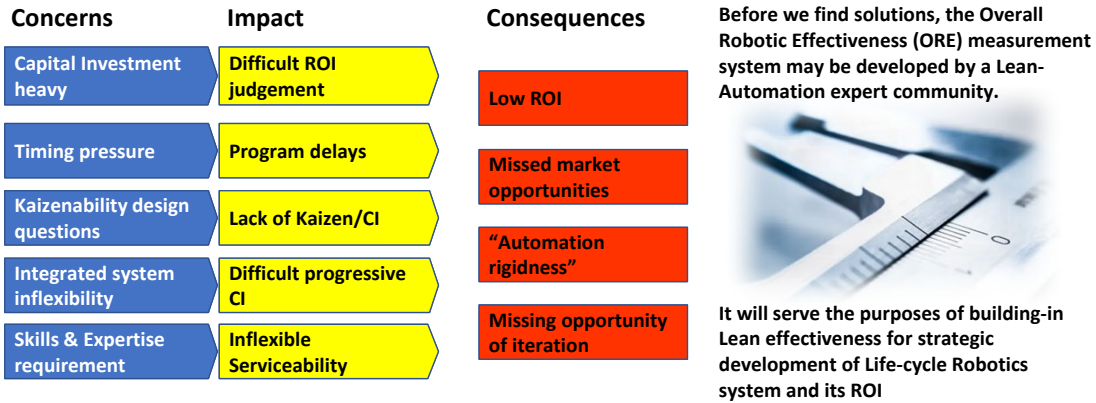 Concerns
Impact
Consequences
Capital Investment
heavy
Difficult ROI
judgement
Timing pressure
Program delays
Kaizenability design
questions
Lack of Kaizen/CI
Integrated system
inflexibility
Difficult progressive
CI
Skills & Expertise
requirement
Inflexible
Serviceability
Low ROI
Missed market
opportunities
“Automation
rigidness”
Missing opportunity
of iteration
Before we find solutions, the Overall
Robotic Effectiveness (ORE) measurement
system may be developed by a Lean-
Automation expert community.
0
It will serve the purposes of building-in
Lean effectiveness for strategic
development of Life-cycle Robotics
system and its ROI